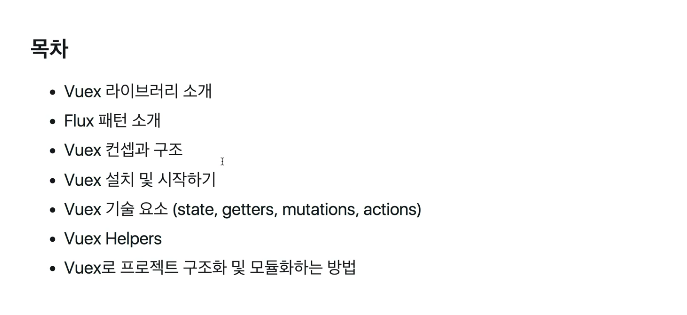 목차
Vuex 라이브러리 소개
Flux 패턴 소개
Vuex 컨셉과 구조
Vuex 설치 및 시작하기
Vuex 기술 요소 (state, getters, mutations, actions)
Vuex Helpers
Vuex로 프로젝트 구조화 및 모듈화하는 방법